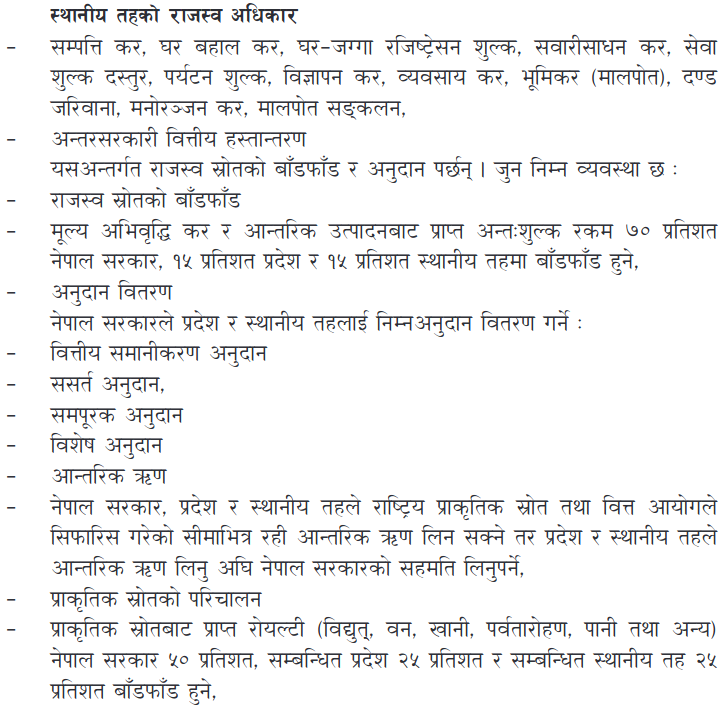 स्थानीय तहको राजस्व अधिकार
– सम्पत्ति कर, घर बहाल कर, घर-जग्गा रजिष्ट्रेसन शुल्क, सवारीसाधन कर, सेवा
शुल्क दस्तुर, पर्यटन शुल्क, विज्ञापन कर, व्यवसाय कर, भूमिकर (मालपोत), दण्ड
जरिवाना, मनोरञ्जन कर, मालपोत सङ्कलन,
– अन्तरसरकारी वित्तीय हस्तान्तरण
यसअन्तर्गत राजस्व स्रोतको बाँडफाँड र अनुदान पर्छन् । जुन निम्न व्यवस्था छ :
– राजस्व स्रोतको बाँडफाँड
– मूल्य अभिवृद्धि कर र आन्तरिक उत्पादनबाट प्राप्त अन्तःशुल्क रकम ७० प्रतिशत
नेपाल सरकार, १५ प्रतिशत प्रदेश र १५ प्रतिशत स्थानीय तहमा बाँडफाँड हुने,
– अनुदान वितरण
नेपाल सरकारले प्रदेश र स्थानीय तहलाई निम्नअनुदान वितरण गर्ने :
– वित्तीय समानीकरण अनुदान
– ससर्त अनुदान,
– समपूरक अनुदान
– विशेष अनुदान
– आन्तरिक ऋण
– नेपाल सरकार, प्रदेश र स्थानीय तहले राष्ट्रिय प्राकृतिक स्रोत तथा वित्त आयोगले
सिफारिस गरेको सीमाभित्र रही आन्तरिक ऋण लिन सक्ने तर प्रदेश र स्थानीय तहले
आन्तरिक ऋण लिनु अघि नेपाल सरकारको सहमति लिनुपर्ने,
– प्राकृतिक स्रोतको परिचालन
– प्राकृतिक स्रोतबाट प्राप्त रोयल्टी (विद्युत्, वन, खानी, पर्वतारोहण, पानी तथा अन्य)
नेपाल सरकार ५० प्रतिशत, सम्बन्धित प्रदेश २५ प्रतिशत र सम्बन्धित स्थानीय तह २५
प्रतिशत बाँडफाँड हुने,